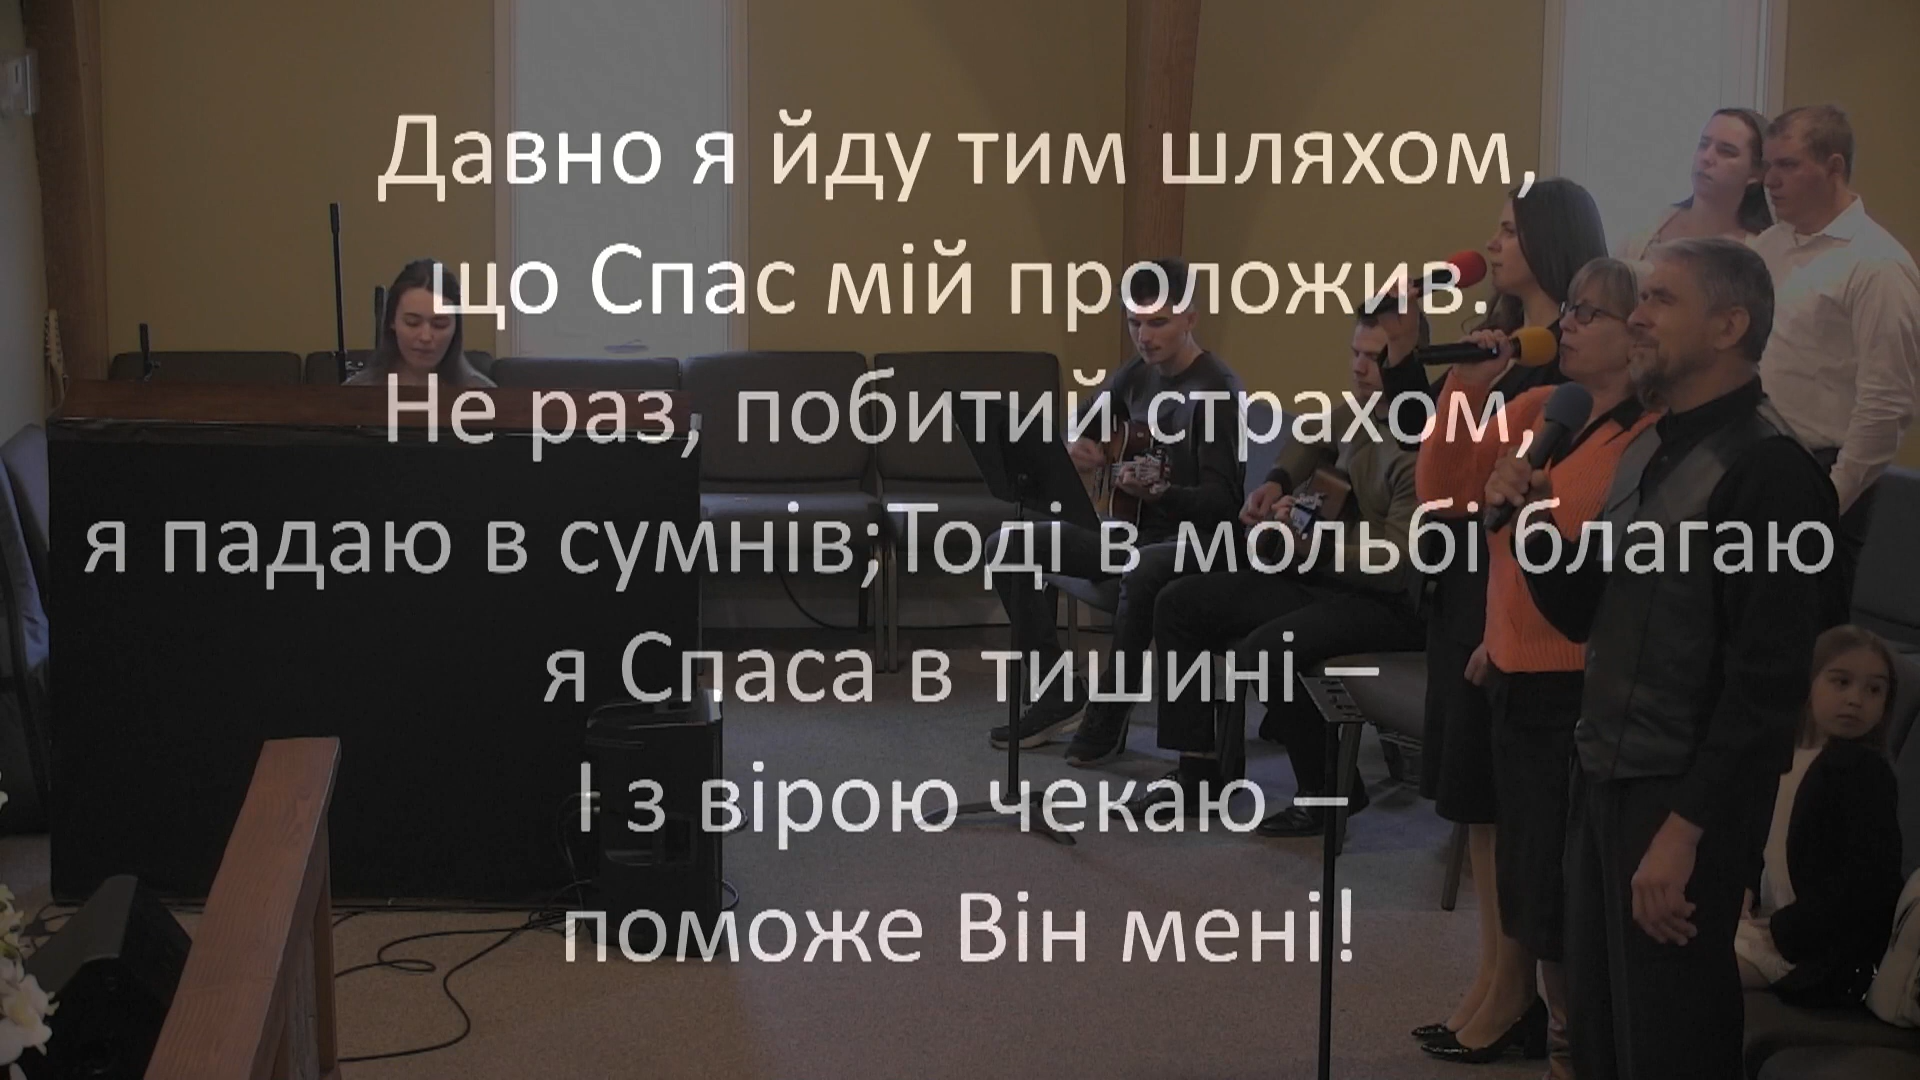 Давно я йду тим шляхом,
що Спас мій проложив.
Не раз, побитий страхом,
я падаю в сумнів;Тоді в мольбі благаю
я Спаса в тишині –
І з вірою чекаю –
поможе Він мені!